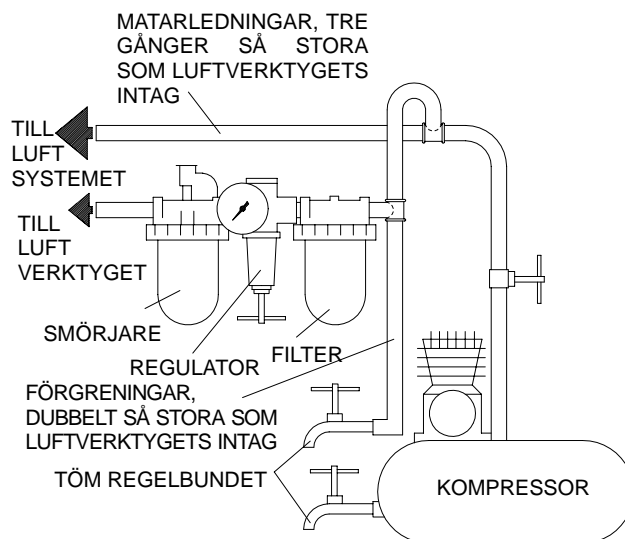 MATARLEDNINGAR, TRE
GÅNGER SÅ STORA
SOM LUFTVERKTYGETS
INTAG
TILL
LUFT
SYSTEMET
TILL
LUFT
VERKTYGET
SMÖRJARE
REGULATOR
FILTER
FÖRGRENINGAR,
DUBBELT SÅ STORA SOM
LUFTVERKTYGETS INTAG
TÖM REGELBUNDET
KOMPRESSOR